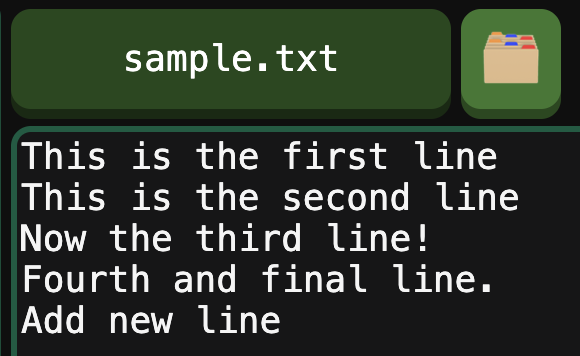 sample.txt
This is the first line
This is the second line
Now the third line!
Fourth and final line.
Add new line